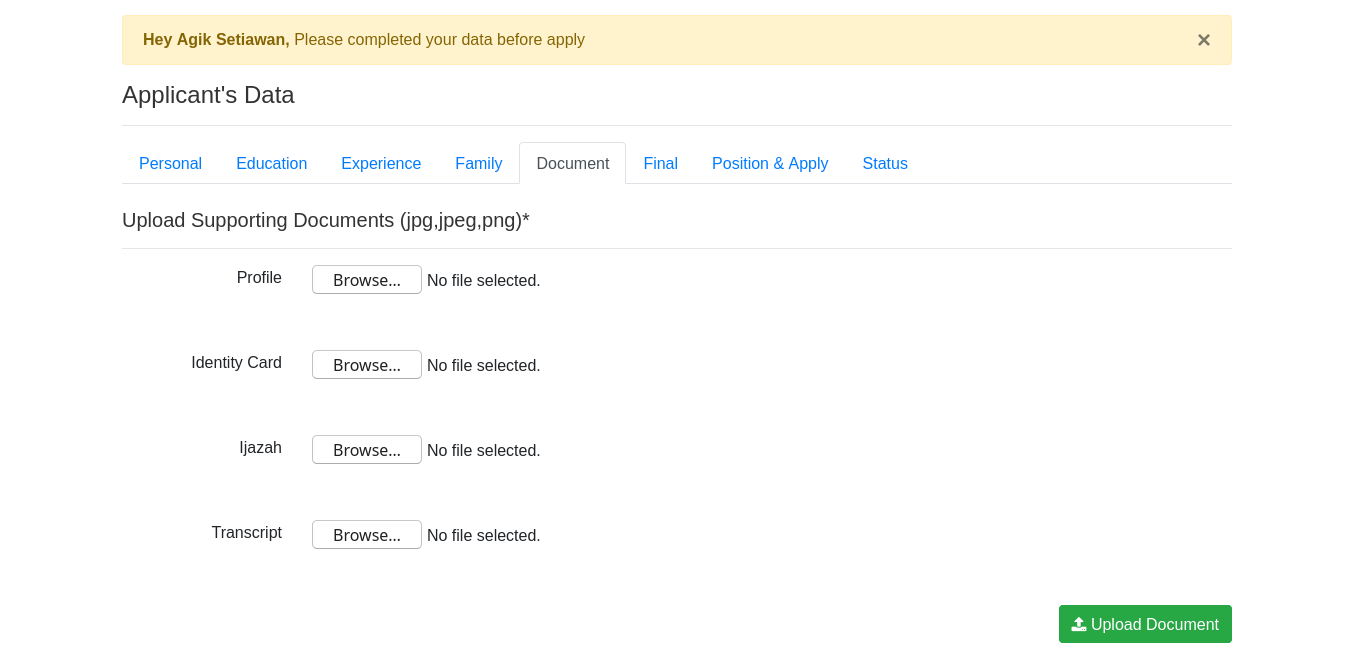 Hey Agik Setiawan, Please completed your data before apply ×
Applicant's Data
Personal Education Experience Family Document Final Position & Apply Status
Upload Supporting Documents (jpg,jpeg,png)*
Profile Browse... No file selected.
Identity Card Browse... No file selected.
Ijazah Browse... No file selected.
Transcript Browse... No file selected.
Upload Document